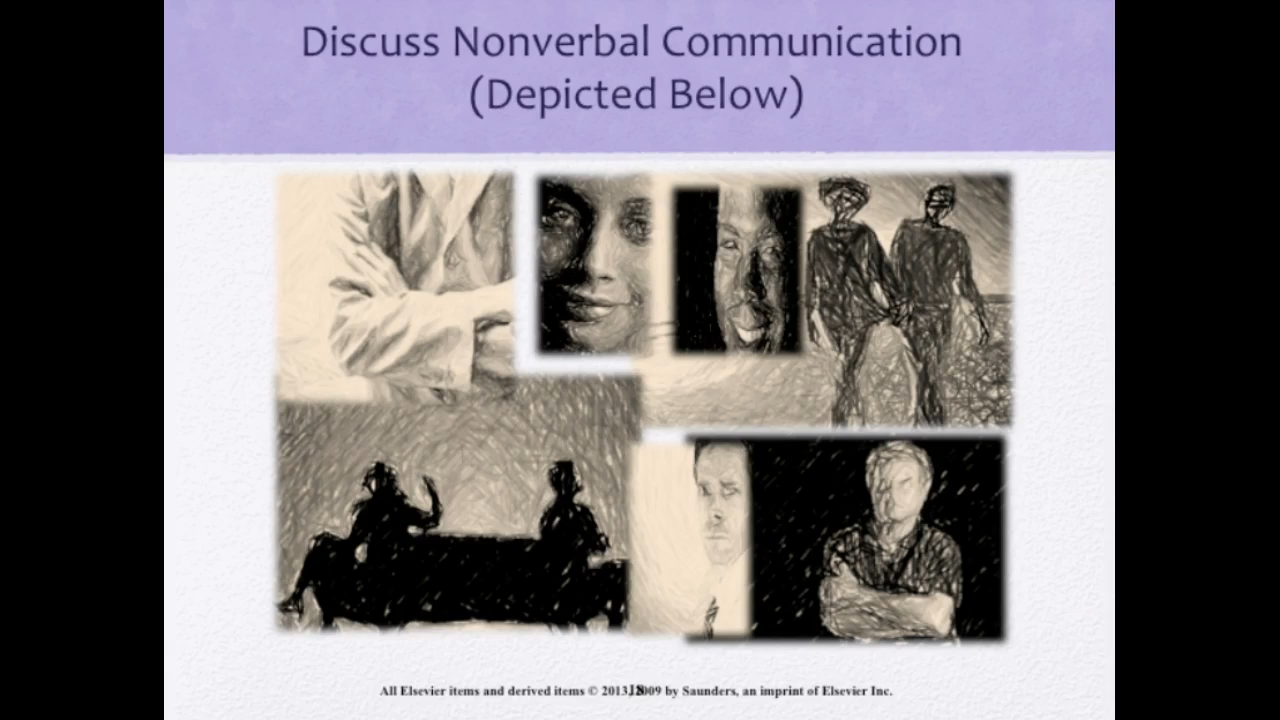 Discuss Nonverbal Communication
(Depicted Below)
All Elsevier items and derived items © 2013, 2009 by Saunders, an imprint of Elsevier Inc.